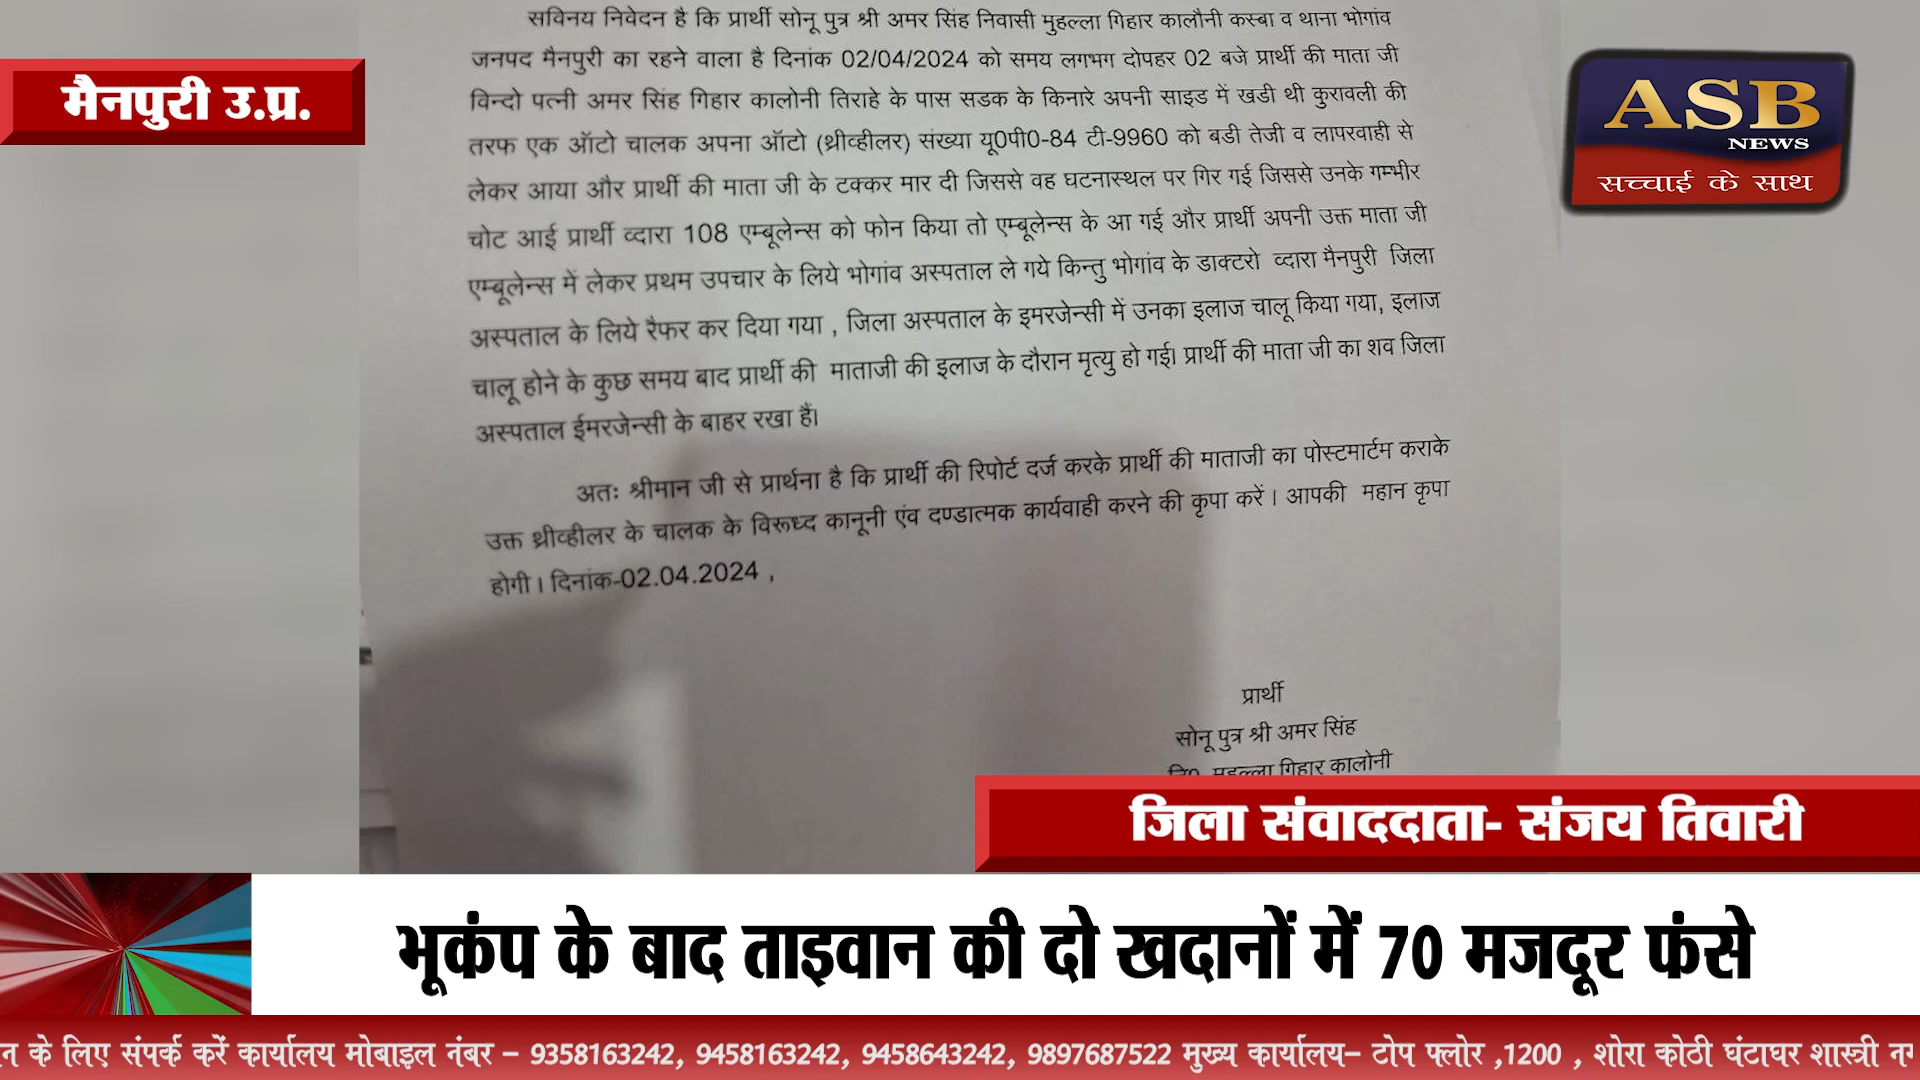 सविनय निवेदन है कि प्रार्थी सोनू पुत्र श्री अमर सिंह निवासी मुहल्ला गिहार कालौनी कस्बा व थाना भोगांव
जनपद मैनपुरी का रहने वाला है दिनांक 02/04/2024 को समय लगभग दोपहर 02 बजे प्रार्थी की माता जी
विन्दो पत्नी अमर सिंह गिहार कालोनी तिराहे के पास सडक के किनारे अपनी साइड में खडी थी कुरावली की
तरफ एक ऑटो चालक अपना ऑटो (थ्रीव्हीलर) संख्या यू0पी0-84 टी-9960 को बडी तेजी व लापरवाही से
लेकर आया और प्रार्थी की माता जी के टक्कर मार दी जिससे वह घटनास्थल पर गिर गई जिससे उनके गम्भीर
चोट आई प्रार्थी व्दारा 108 एम्बूलेन्स को फोन किया तो एम्बूलेन्स के आ गई और प्रार्थी अपनी उक्त माता जी
एम्बूलेन्स में लेकर प्रथम उपचार के लिये भोगांव अस्पताल ले गये किन्तु भोगांव के डाक्टरो व्दारा मैनपुरी जिला
अस्पताल के लिये रैफर कर दिया गया , जिला अस्पताल के इमरजेन्सी में उनका इलाज चालू किया गया, इलाज
चालू होने के कुछ समय बाद प्रार्थी की माताजी की इलाज के दौरान मृत्यु हो गई। प्रार्थी की माता जी का शव जिला
अस्पताल ईमरजेन्सी के बाहर रखा हैं।
अतः श्रीमान जी से प्रार्थना है कि प्रार्थी की रिपोर्ट दर्ज करके प्रार्थी की माताजी का पोस्टमार्टम कराके
उक्त थ्रीव्हीलर के चालक के विरूध्द कानूनी एंव दण्डात्मक कार्यवाही करने की कृपा करें । आपकी महान कृपा
होगी । दिनांक-02.04.2024 ,
प्रार्थी
सोनू पुत्र श्री अमर सिंह
नि0 मुहल्ला गिहार कालोनी
मैनपुरी उ.प्र.
ASB
NEWS
सच्चाई के साथ
जिला संवाददाता- संजय तिवारी
भूकंप के बाद ताइवान की दो खदानों में 70 मजदूर फंसे
न के लिए संपर्क करें कार्यालय मोबाइल नंबर – 9358163242, 9458163242, 9458643242, 9897687522 मुख्य कार्यालय– टोप फ्लोर ,1200 , शोरा कोठी घंटाघर शास्त्री